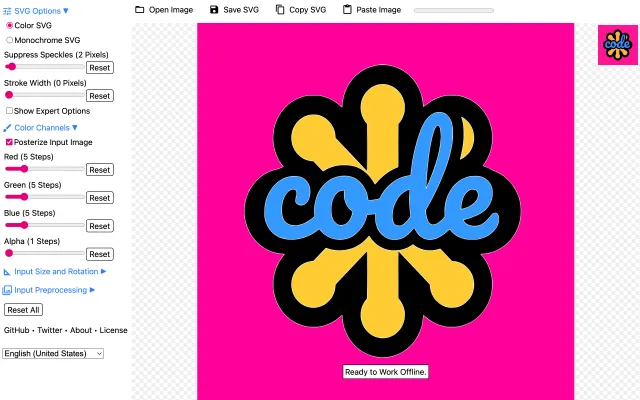 SVG Options ▼
Open Image
Save SVG
Copy SVG
Paste Image
Color SVG
Monochrome SVG
Suppress Speckles (2 Pixels)
Reset
Stroke Width (0 Pixels)
Reset
Show Expert Options
Color Channels ▼
Posterize Input Image
Red (5 Steps)
Reset
Green (5 Steps)
Reset
Blue (5 Steps)
Reset
Alpha (1 Steps)
Reset
Input Size and Rotation ▶
Input Preprocessing ▶
Reset All
GitHub • Twitter • About • License
English (United States)
code
Ready to Work Offline.
code